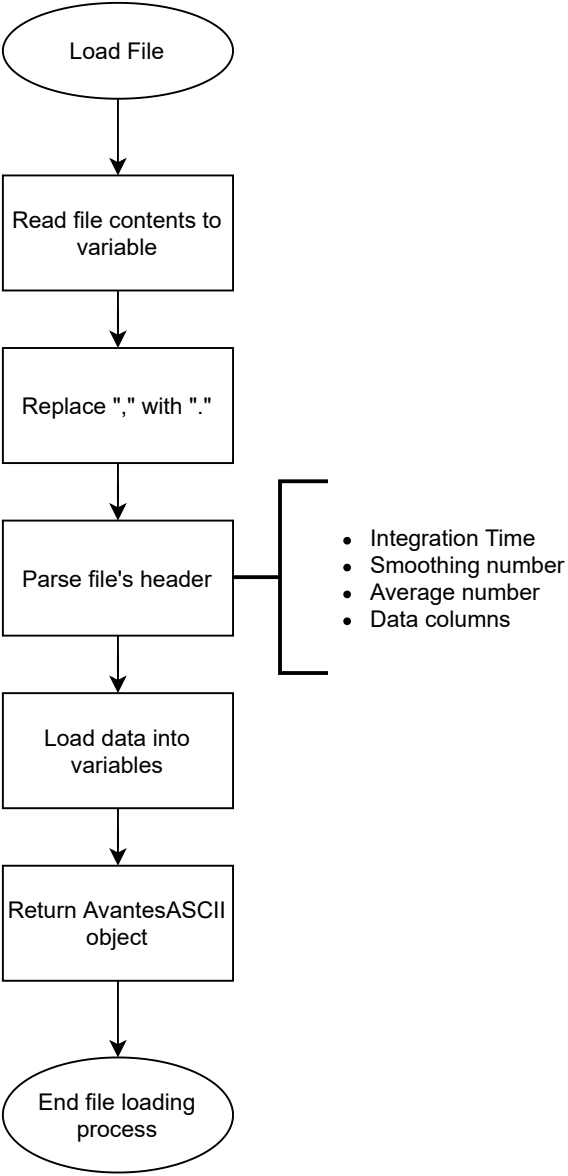 Load File
Read file contents to
variable
Replace "," with "."
Parse file's header
• Integration Time
• Smoothing number
• Average number
• Data columns
Load data into
variables
Return AvantesASCII
object
End file loading
process